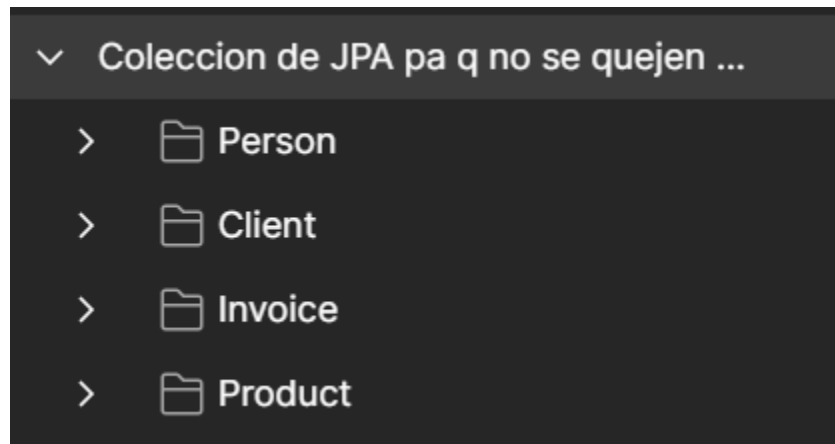 Coleccion de JPA pa q no se quejen ...
Person
Client
Invoice
Product